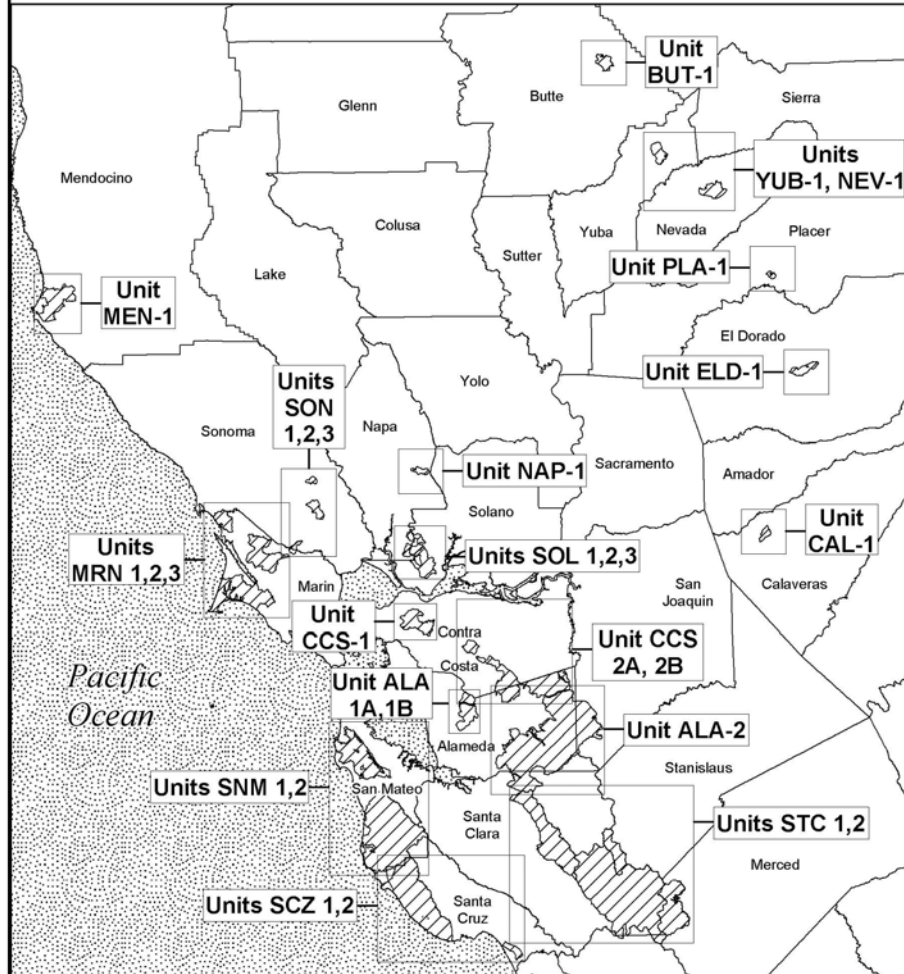 Unit
BUT-1
Glenn
Butte
Sierra
Mendocino
Units
YUB-1, NEV-1
Colusa
Lake
Sutter
Yuba
Nevada
Placer
Unit PLA-1
Unit
MEN-1
El Dorado
Unit ELD-1
Units
SON
1,2,3
Yolo
Sonoma
Napa
Unit NAP-1
Sacramento
Amador
Solano
Unit
CAL-1
Units
MRN 1,2,3
Units SOL 1,2,3
Marin
San
Joaquin
Calaveras
Unit
CCS-1
Contra
Costa
Unit CCS
2A, 2B
Pacific
Ocean
Unit ALA
1A,1B
Unit ALA-2
Alameda
Stanislaus
Units SNM 1,2
San Mateo
Santa
Clara
Units STC 1,2
Merced
Units SCZ 1,2
Santa
Cruz